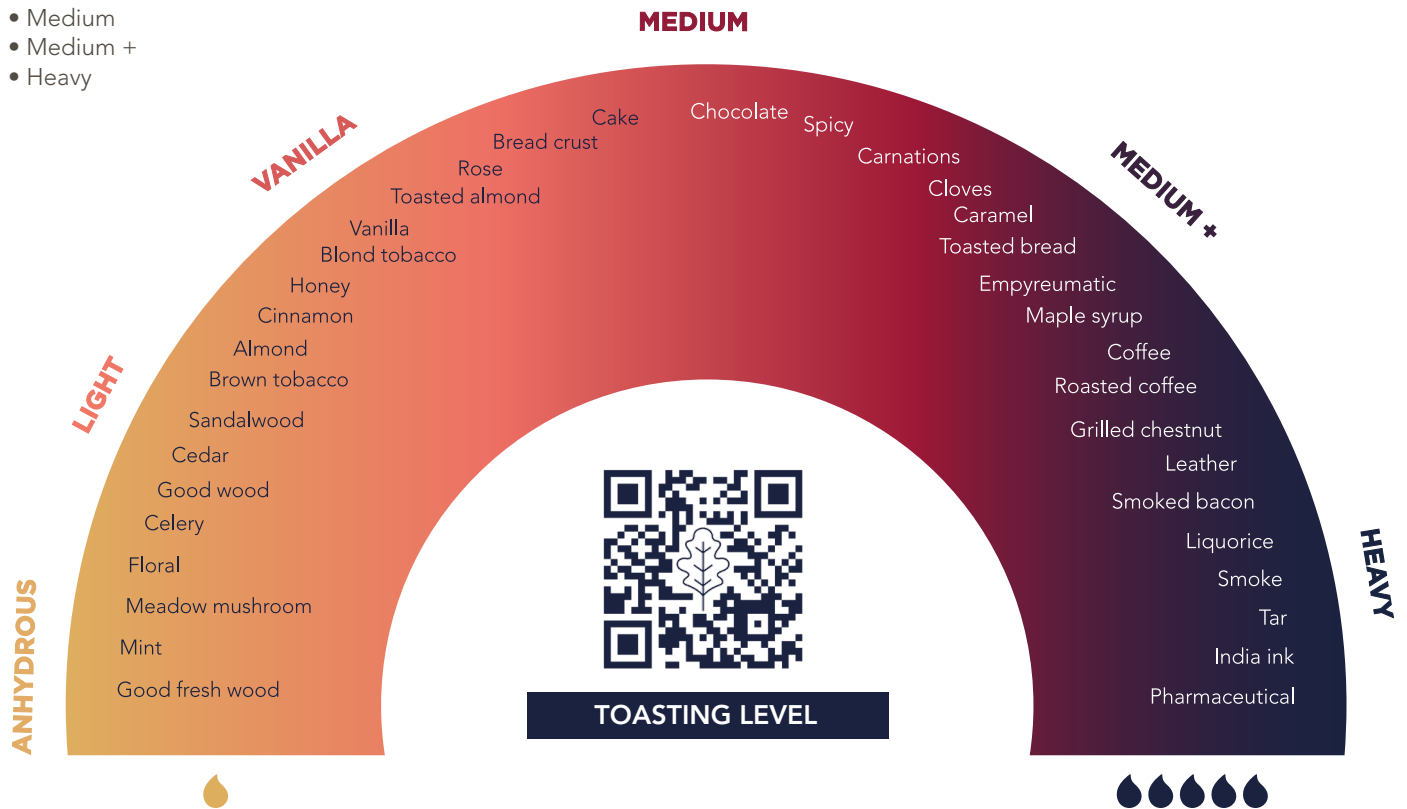 • Medium
• Medium +
• Heavy
ANHYDROUS
LIGHT
VANILLA
MEDIUM
MEDIUM +
HEAVY
Good fresh wood
Mint
Meadow mushroom
Floral
Celery
Good wood
Cedar
Sandalwood
Brown tobacco
Almond
Cinnamon
Honey
Blond tobacco
Vanilla
Toasted almond
Rose
Bread crust
Cake
Chocolate
Spicy
Carnations
Cloves
Caramel
Toasted bread
Empyreumatic
Maple syrup
Coffee
Roasted coffee
Grilled chestnut
Leather
Smoked bacon
Liquorice
Smoke
Tar
India ink
Pharmaceutical
TOASTING LEVEL